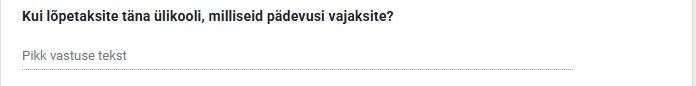 Kui lõpetaksite täna ülikooli, milliseid pädevusi vajaksite?
Pikk vastuse tekst